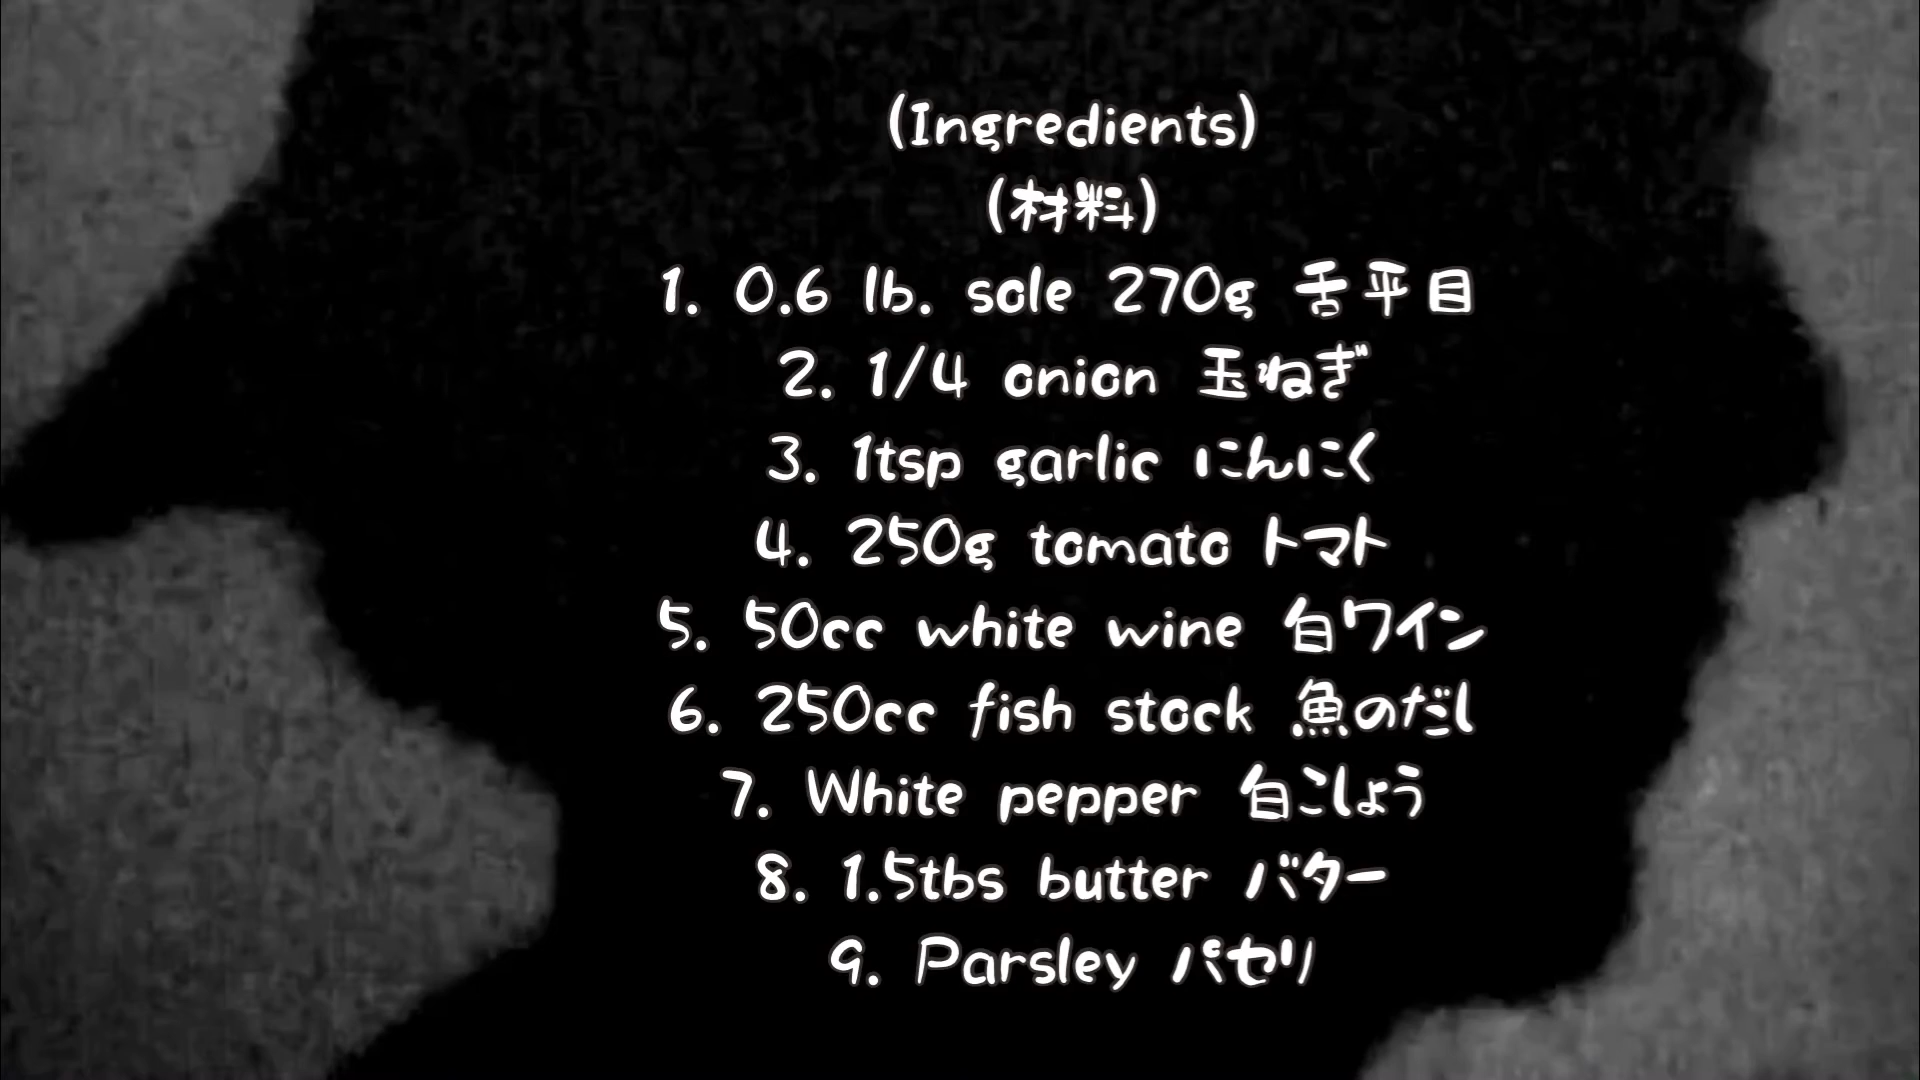 (Ingredients)
(材料)
1. 0.6 lb. sole 270g 舌平目
2. 1/4 onion 玉ねぎ
3. 1tsp garlic にんにく
4. 250g tomato トマト
5. 50cc white wine 白ワイン
6. 250cc fish stock 魚のだし
7. White pepper 白こしょう
8. 1.5tbs butter バター
9. Parsley パセリ